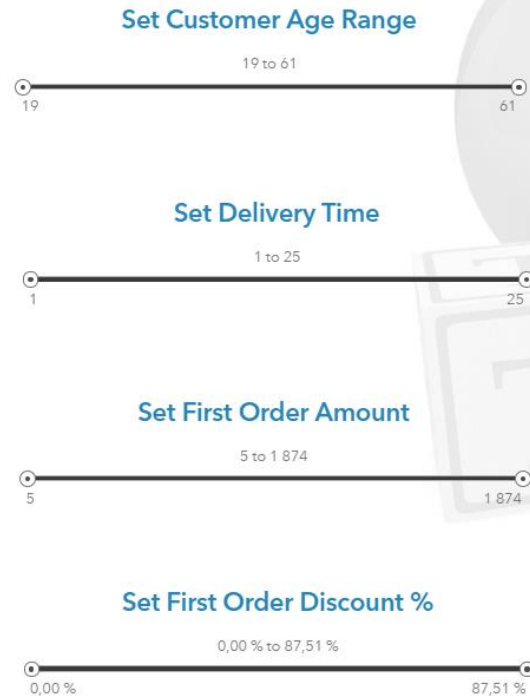 Set Customer Age Range
19 to 61
19 61
Set Delivery Time
1 to 25
1 25
Set First Order Amount
5 to 1 874
5 1 874
Set First Order Discount %
0,00 % to 87,51 %
0,00 % 87,51 %